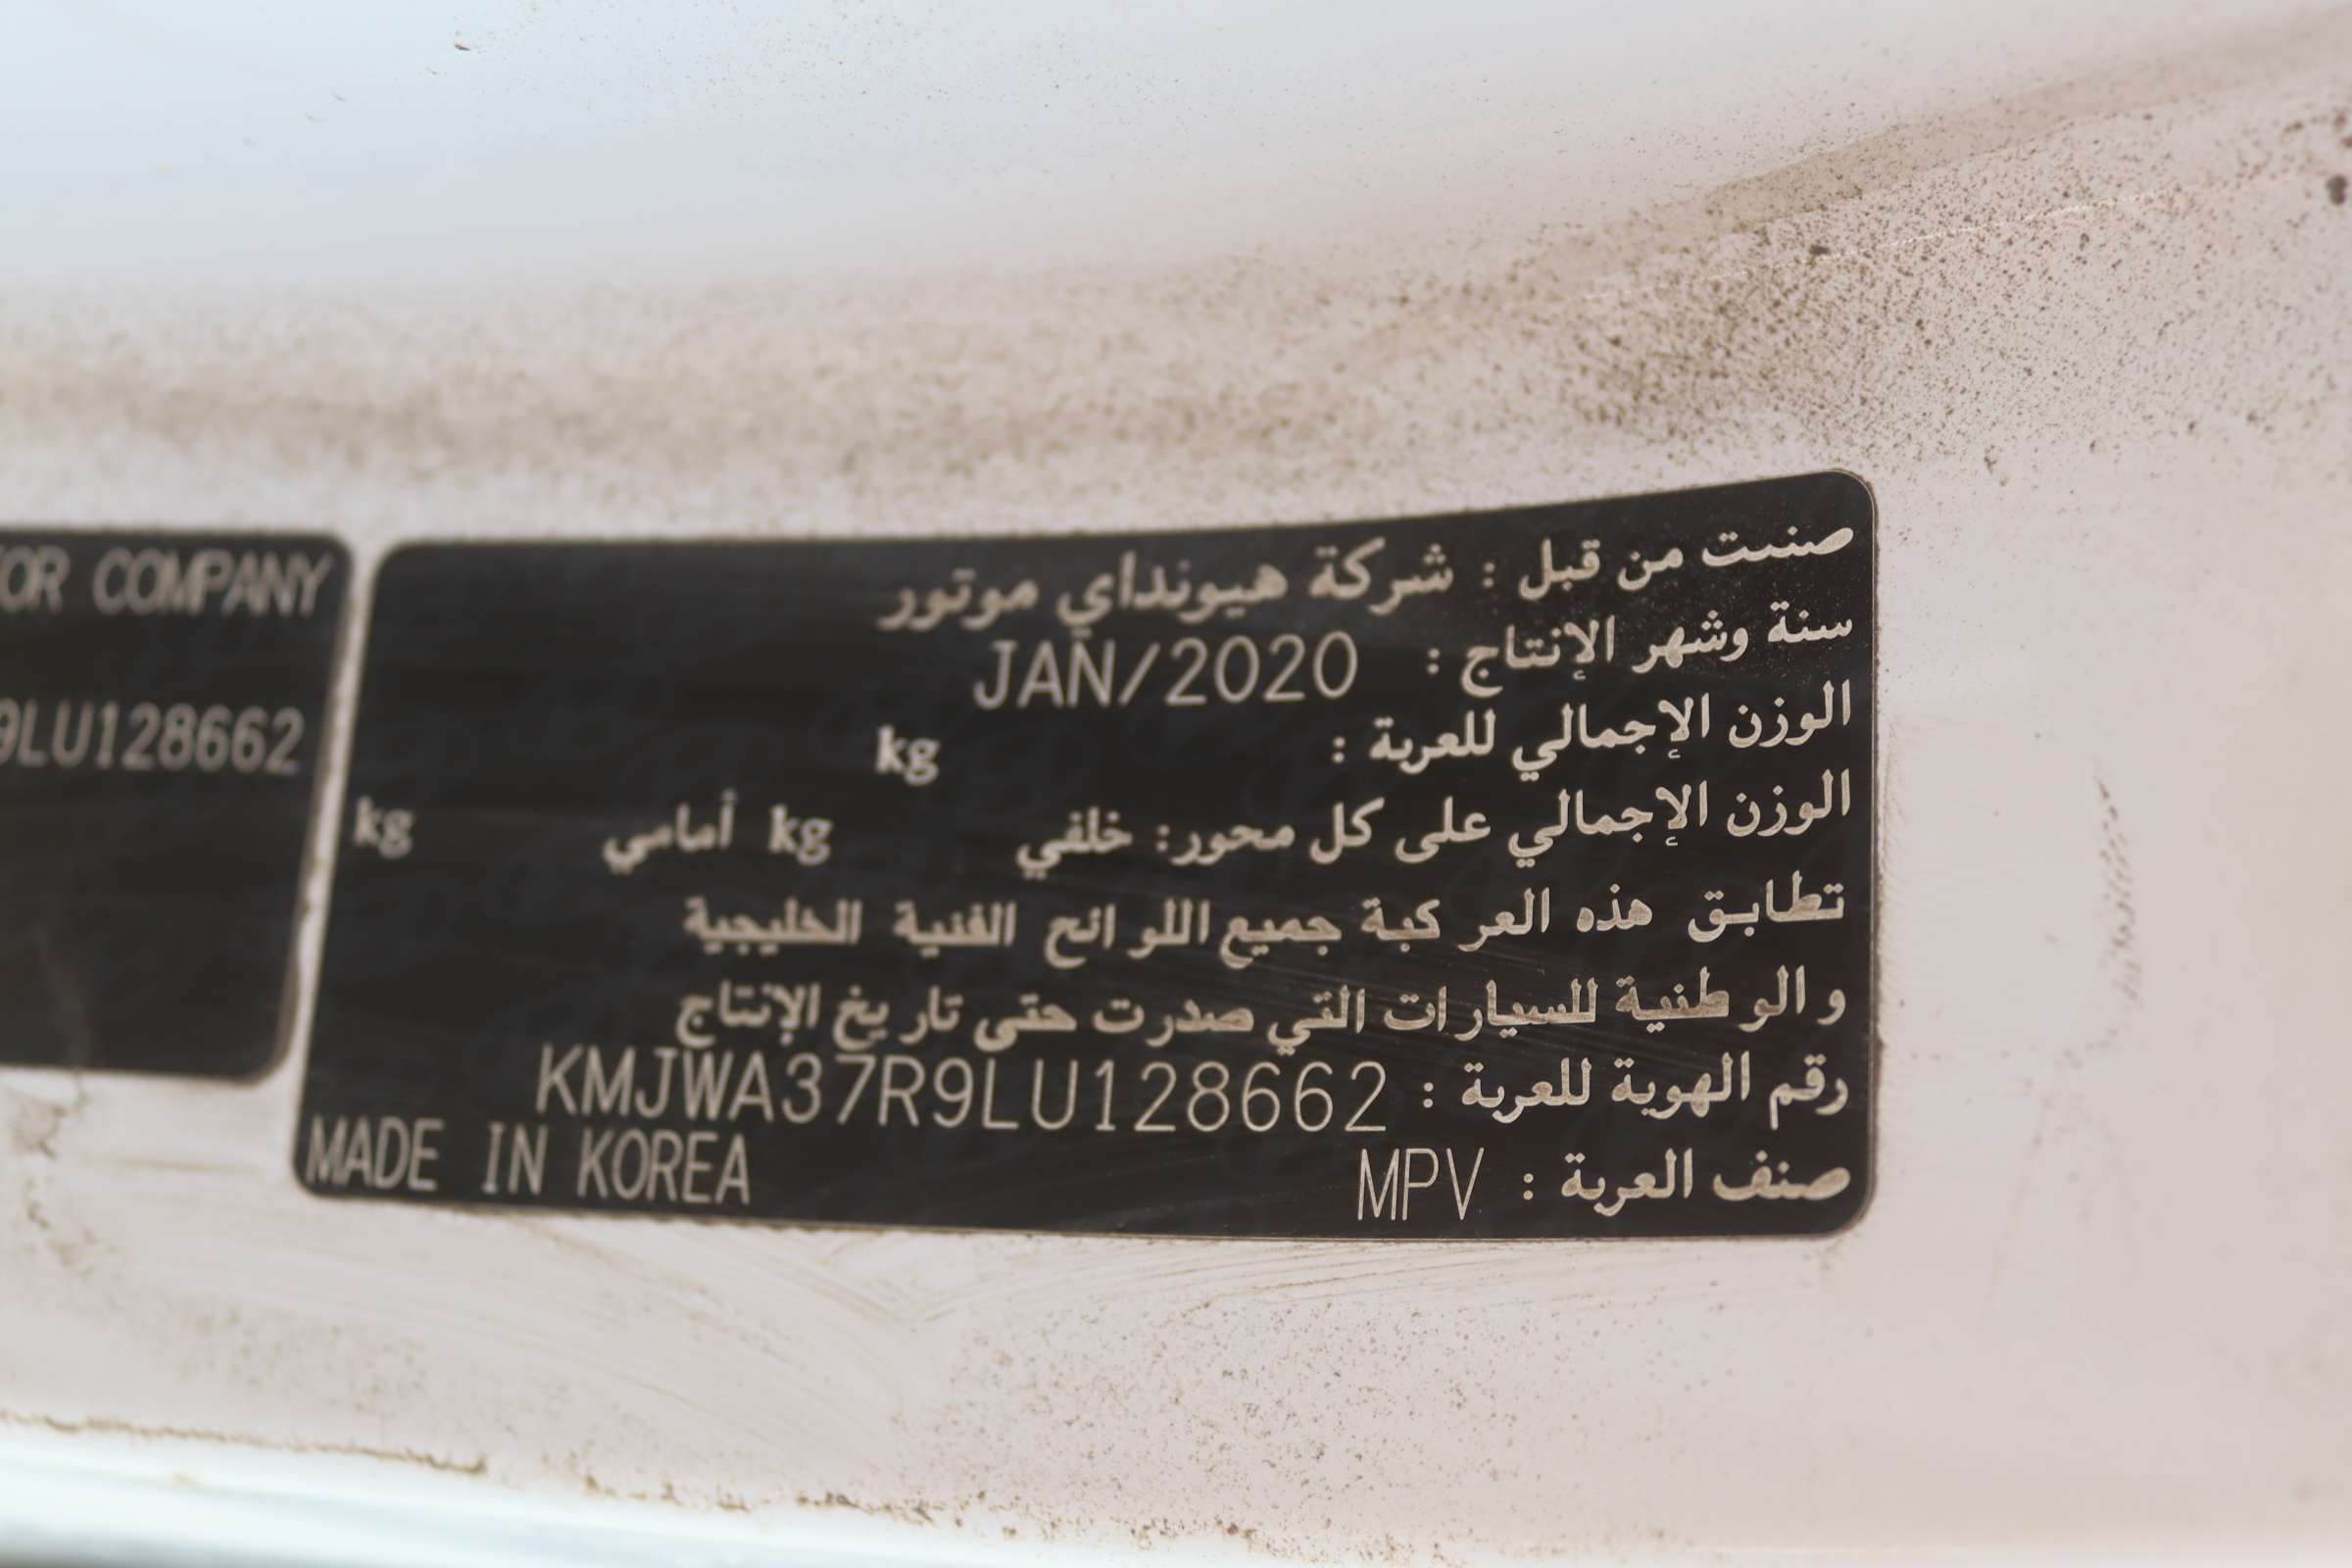 OR COMPANY
9LU128662
صنىت من قبل : شركة هيونداي موتور
سنة وشهر الإنتاج : JAN/2020
الوزن الإجمالي للعربة : kg
الوزن الإجمالي على كل محور: خلفي kg أمامي kg
تطابق هذه العركبة جميع اللوائح الفنية الخليجية
والوطنية للسيارات التي صدرت حتى تاريخ الإنتاج
رقم الهوية للعربة : KMJWA37R9LU128662
صنف العربة : MPV
MADE IN KOREA